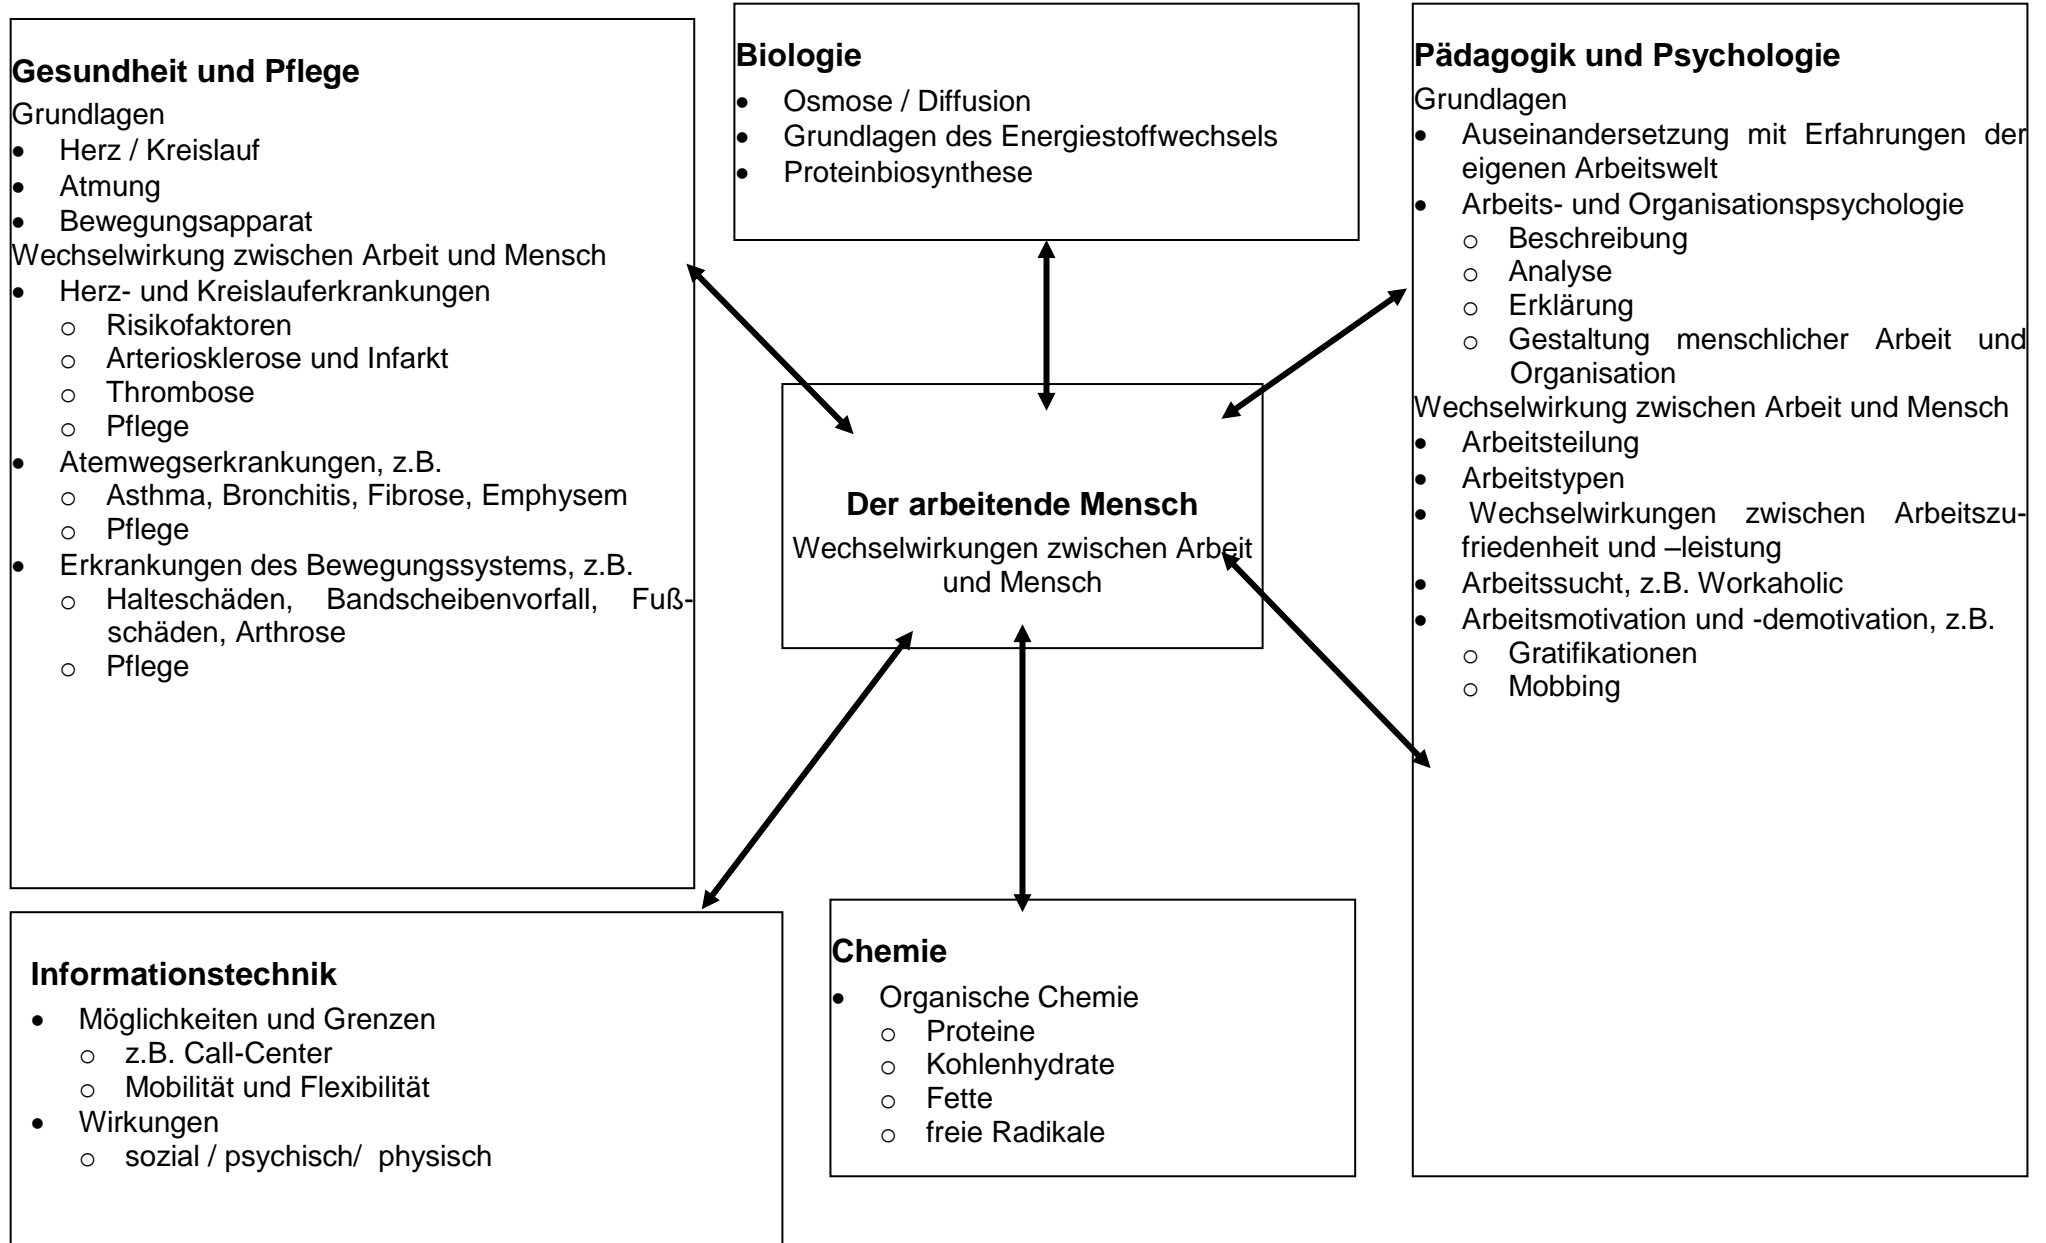 Gesundheit und Pflege
Grundlagen
• Herz / Kreislauf
• Atmung
• Bewegungsapparat
Wechselwirkung zwischen Arbeit und Mensch
• Herz- und Kreislauferkrankungen
o Risikofaktoren
o Arteriosklerose und Infarkt
o Thrombose
o Pflege
• Atemwegserkrankungen, z.B.
o Asthma, Bronchitis, Fibrose, Emphysem
o Pflege
• Erkrankungen des Bewegungssystems, z.B.
o Halteschäden, Bandscheibenvorfall, Fuß-
schäden, Arthrose
o Pflege
Biologie
• Osmose / Diffusion
• Grundlagen des Energiestoffwechsels
• Proteinbiosynthese
Pädagogik und Psychologie
Grundlagen
• Auseinandersetzung mit Erfahrungen der
eigenen Arbeitswelt
• Arbeits- und Organisationspsychologie
o Beschreibung
o Analyse
o Erklärung
o Gestaltung menschlicher Arbeit und
Organisation
Wechselwirkung zwischen Arbeit und Mensch
• Arbeitsteilung
• Arbeitstypen
• Wechselwirkungen zwischen Arbeitszu-
friedenheit und –leistung
• Arbeitssucht, z.B. Workaholic
• Arbeitsmotivation und -demotivation, z.B.
o Gratifikationen
o Mobbing
Der arbeitende Mensch
Wechselwirkungen zwischen Arbeit
und Mensch
Informationstechnik
• Möglichkeiten und Grenzen
o z.B. Call-Center
o Mobilität und Flexibilität
• Wirkungen
o sozial / psychisch/ physisch
Chemie
• Organische Chemie
o Proteine
o Kohlenhydrate
o Fette
o freie Radikale